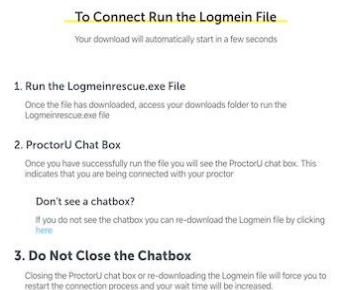 To Connect Run the Logmein File
Your download will automatically start in a few seconds
1. Run the Logmeinrescue.exe File
Once the file has downloaded, access your downloads folder to run the
Logmeinrescue.exe file
2. ProctorU Chat Box
Once you have successfully run the file you will see the ProctorU chat box. This
indicates that you are being connected with your proctor
Don't see a chatbox?
If you do not see the chatbox you can re-download the Logmein file by clicking
here
3. Do Not Close the Chatbox
Closing the ProctorU chat box or re-downloading the Logmein file will force you to
restart the connection process and your wait time will be increased.